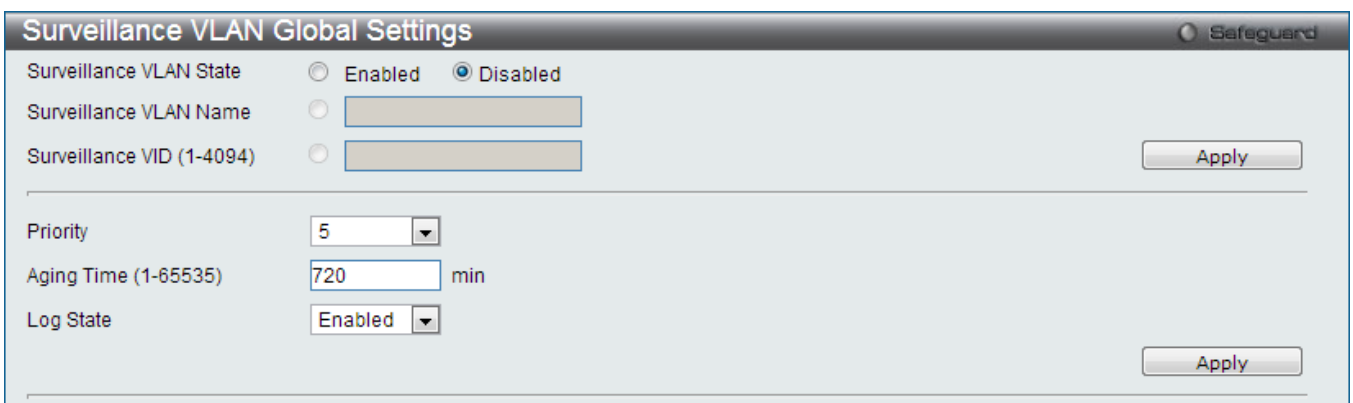 Surveillance VLAN Global Settings
Safeguard
Surveillance VLAN State Enabled Disabled
Surveillance VLAN Name
Surveillance VID (1-4094) Apply
Priority 5
Aging Time (1-65535) 720 min
Log State Enabled
Apply